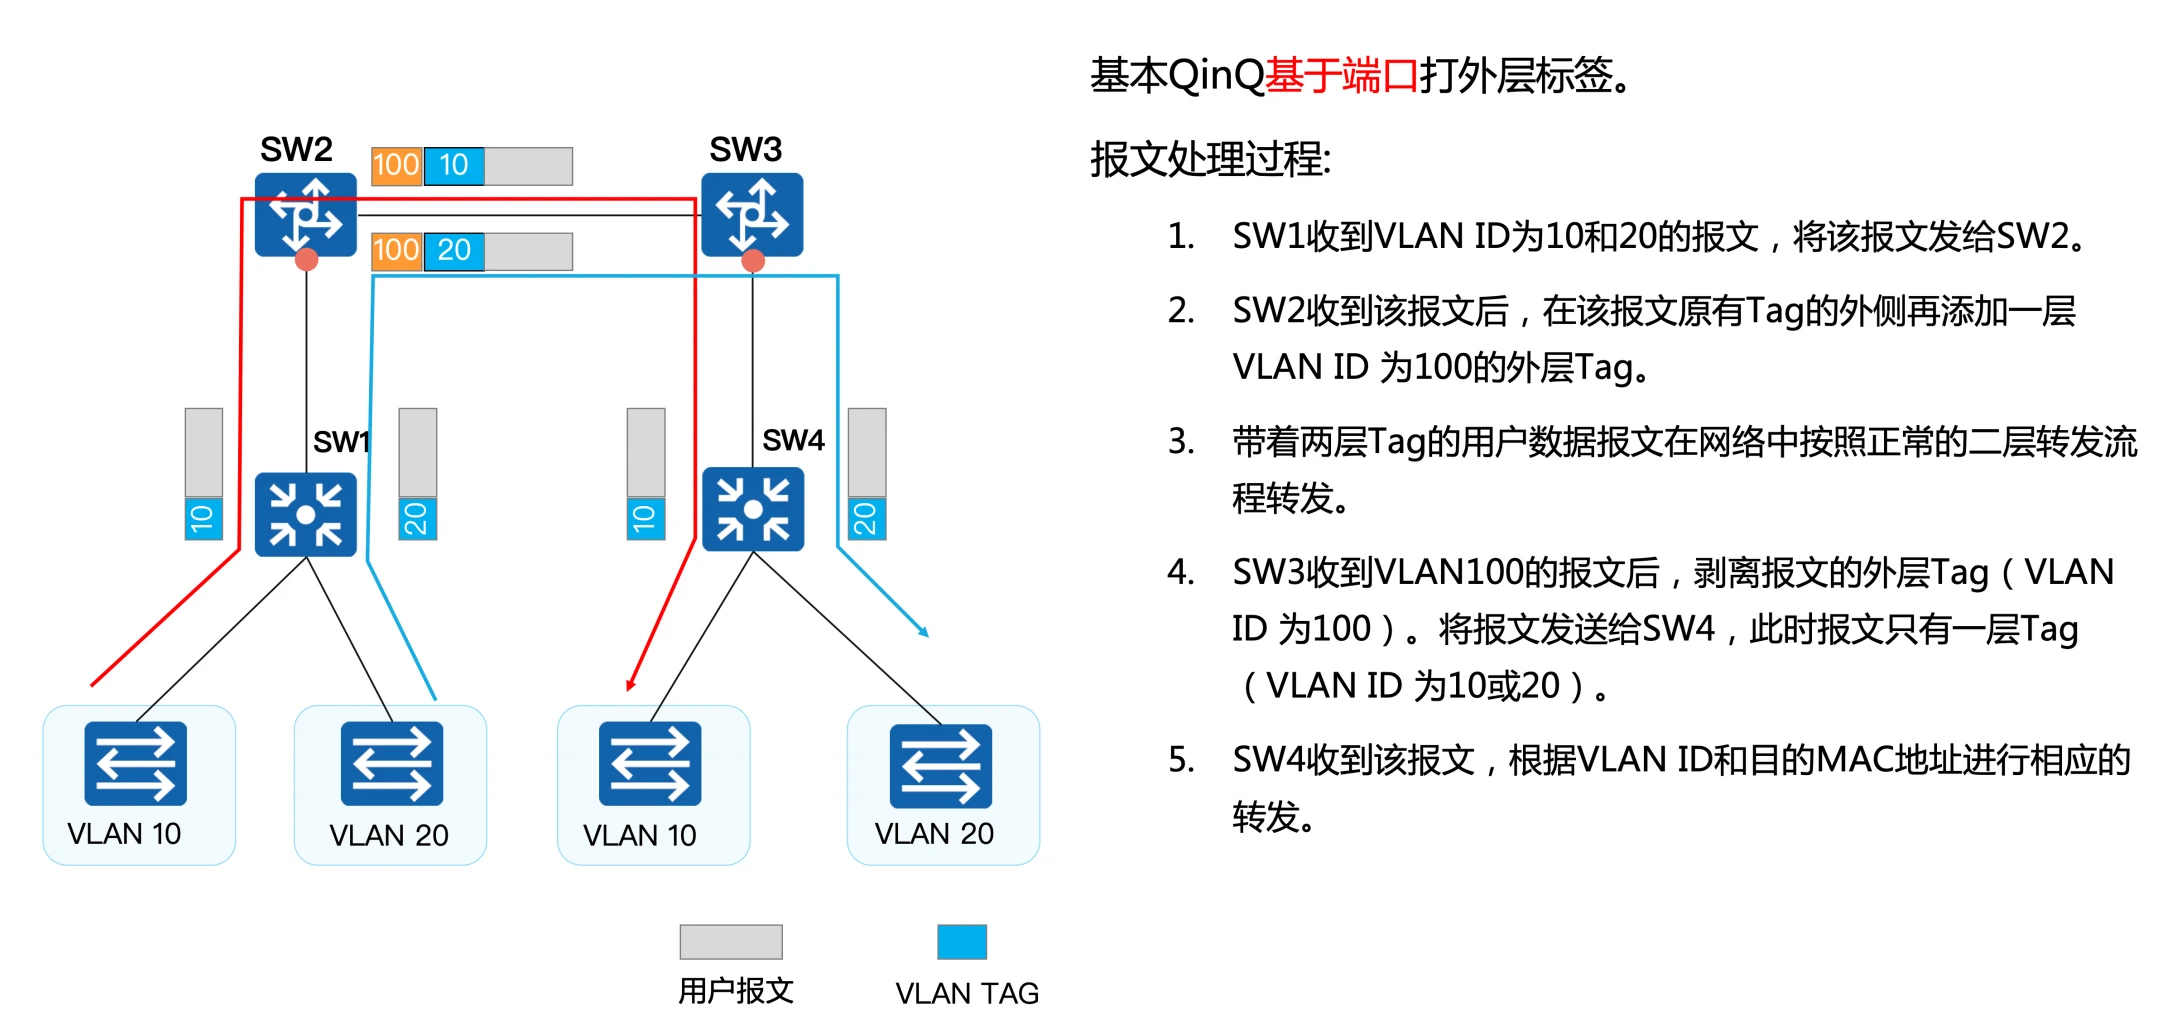 基本QinQ基于端口打外层标签。
报文处理过程:
1. SW1收到VLAN ID为10和20的报文，将该报文发给SW2。
2. SW2收到该报文后，在该报文原有Tag的外侧再添加一层
VLAN ID 为100的外层Tag。
3. 带着两层Tag的用户数据报文在网络中按照正常的二层转发流
程转发。
4. SW3收到VLAN100的报文后，剥离报文的外层Tag（VLAN
ID 为100）。将报文发送给SW4，此时报文只有一层Tag
（VLAN ID 为10或20）。
5. SW4收到该报文，根据VLAN ID和目的MAC地址进行相应的
转发。
SW2
100 10
SW3
100 20
SW1
SW4
10
20
10
20
VLAN 10
VLAN 20
VLAN 10
VLAN 20
用户报文
VLAN TAG